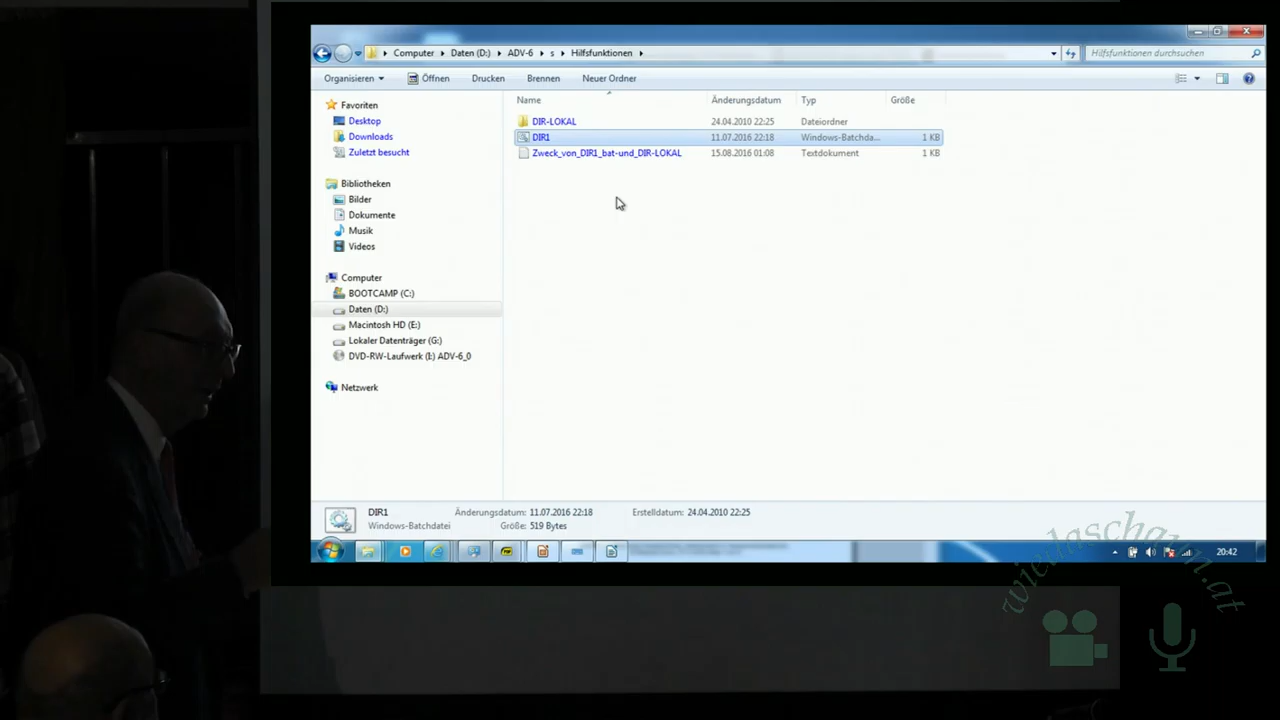 Computer ▸ Daten (D:) ▸ ADV-6 ▸ s ▸ Hilfsfunktionen ▸
Hilfsfunktionen durchsuchen
Organisieren Öffnen Drucken Brennen Neuer Ordner
Favoriten
Desktop
Downloads
Zuletzt besucht
Bibliotheken
Bilder
Dokumente
Musik
Videos
Computer
BOOTCAMP (C:)
Daten (D:)
Macintosh HD (E:)
Lokaler Datenträger (G:)
DVD-RW-Laufwerk (I:) ADV-6_0
Netzwerk
Name Änderungsdatum Typ Größe
DIR-LOKAL 24.04.2010 22:25 Dateiordner
DIR1 11.07.2016 22:18 Windows-Batchda... 1 KB
Zweck_von_DIR1_bat-und_DIR-LOKAL 15.08.2016 01:08 Textdokument 1 KB
DIR1 Änderungsdatum: 11.07.2016 22:18 Erstelldatum: 24.04.2010 22:25
Windows-Batchdatei Größe: 519 Bytes
20:42
wiedaschaun.at